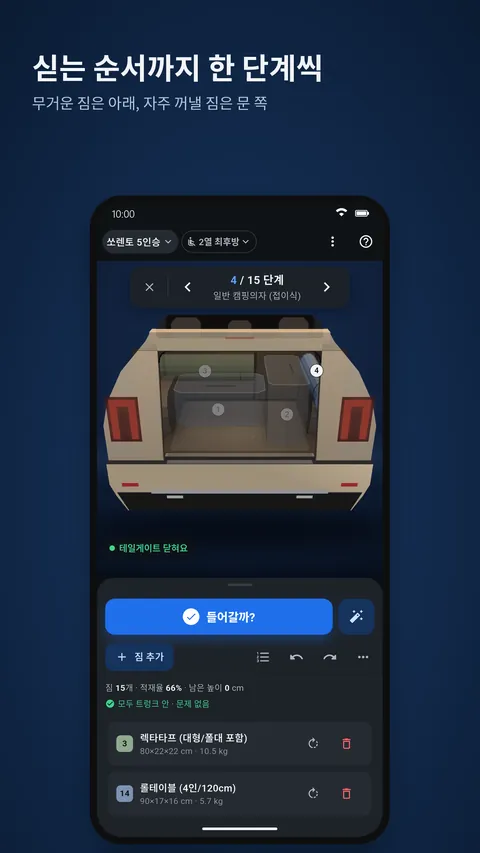 싣는 순서까지 한 단계씩
무거운 짐은 아래, 자주 꺼낼 짐은 문 쪽
10:00
쏘렌토 5인승
2열 최후방
4 / 15 단계
일반 캠핑의자 (접이식)
3
4
1
2
테일게이트 닫혀요
들어갈까?
짐 추가
짐 15개 · 적재율 66% · 남은 높이 0 cm
모두 트렁크 안 · 문제 없음
3
렉타타프 (대형/폴대 포함)
80×22×22 cm · 10.5 kg
14
롤테이블 (4인/120cm)
90×17×16 cm · 5.7 kg